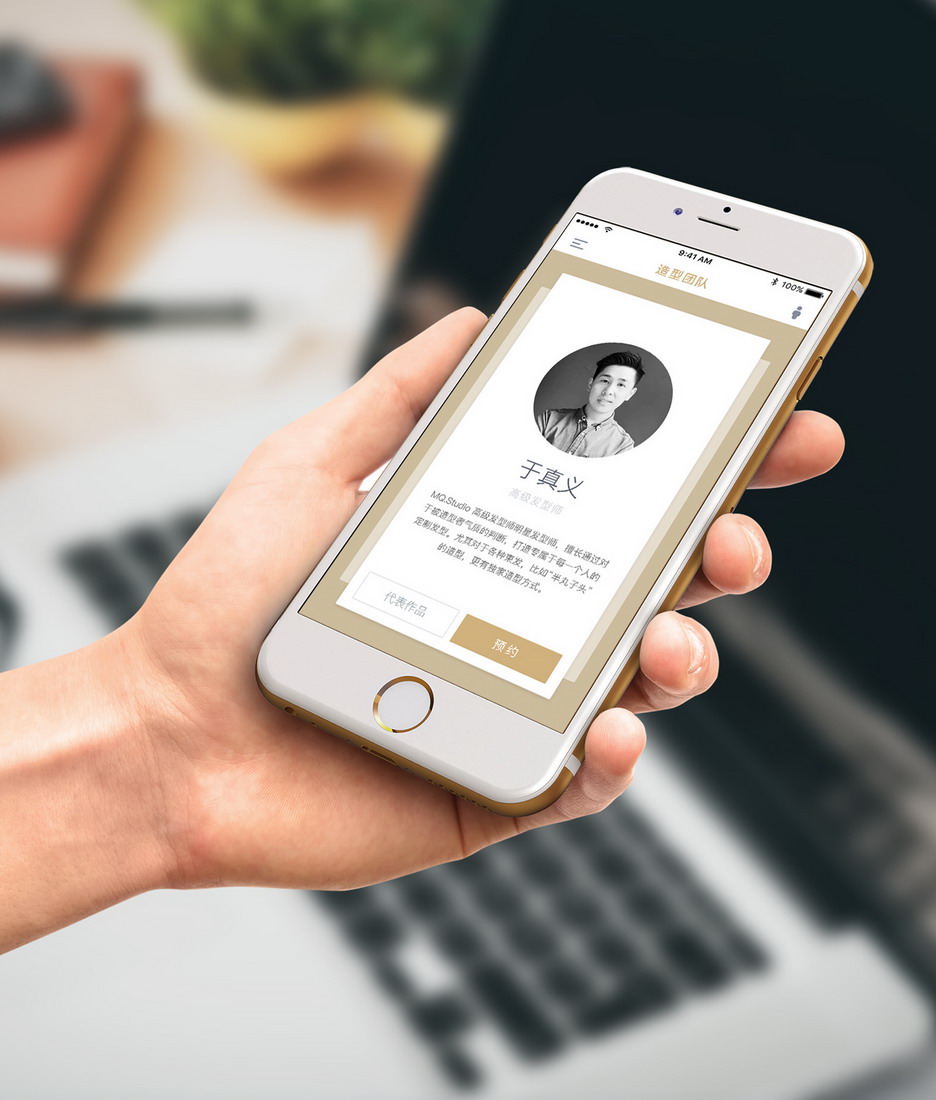 9:41 AM
100%
造型团队
于真义
高级发型师
MQ.Studio 高级发型师明星发型师，擅长通过对
于被造型者气质的判断，打造专属于每一个人的
定制发型。尤其对于各种束发，比如“半丸子头”
的造型，更有独家造型方式。
代表作品
预约